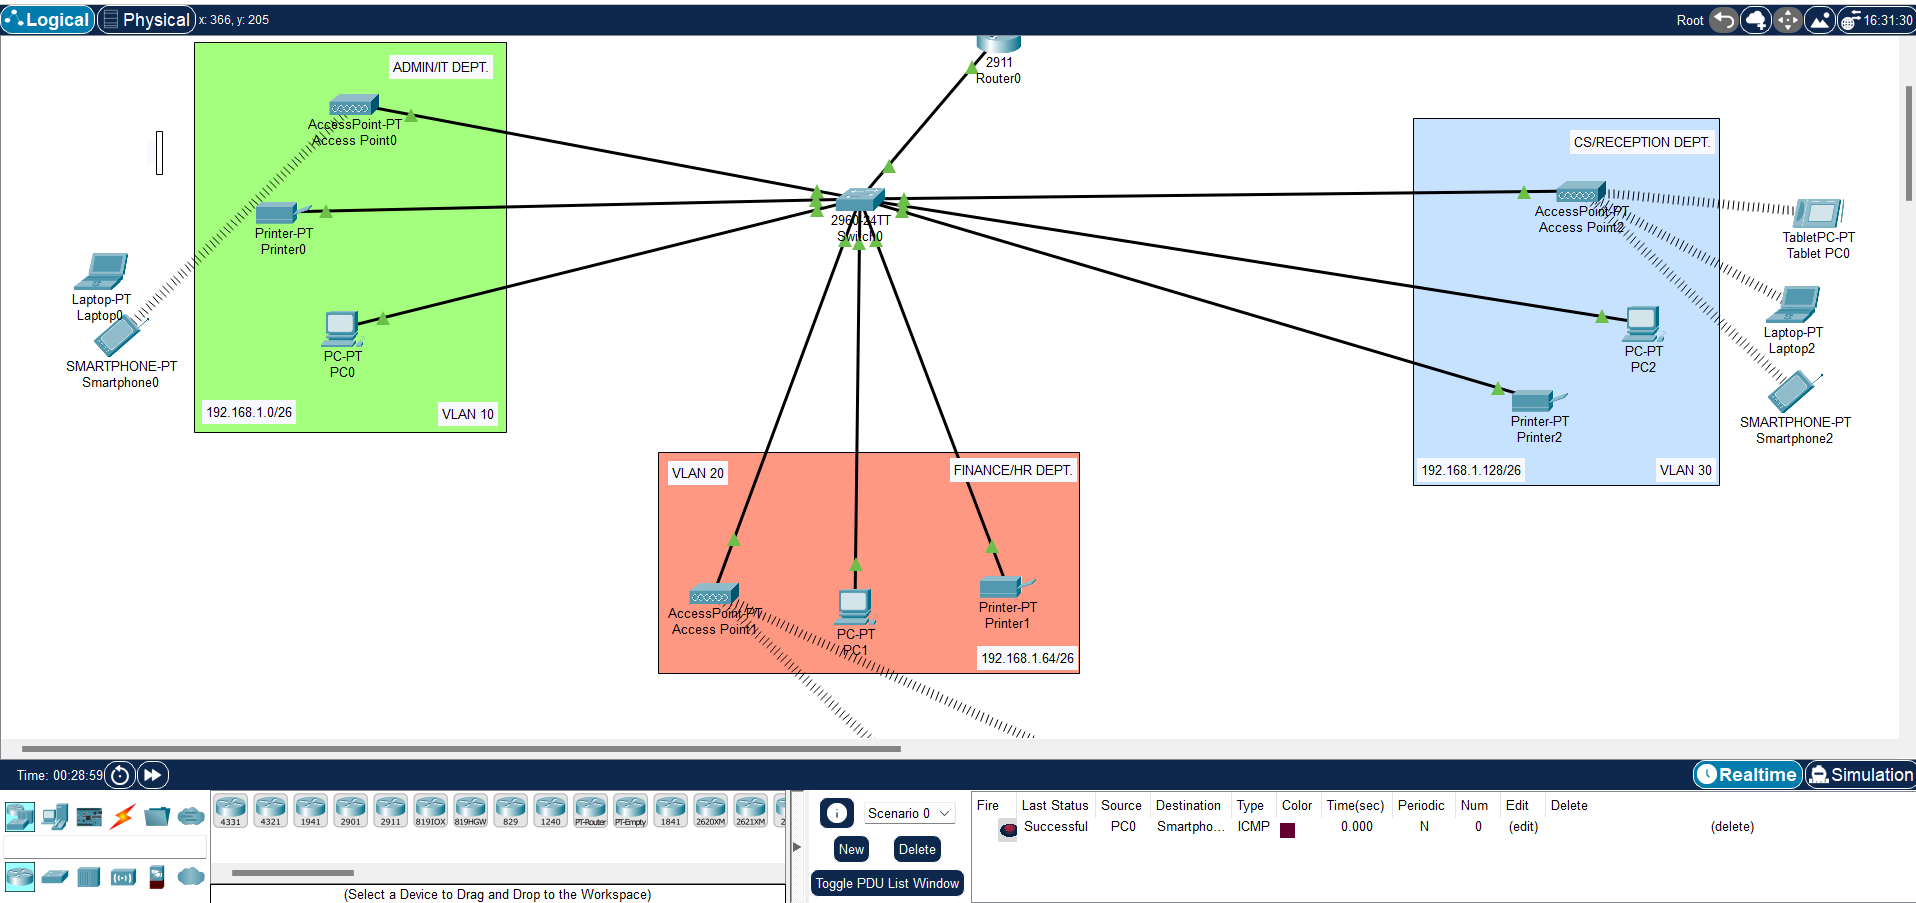 Logical
Physical
x: 366, y: 205
Root
16:31:30
ADMIN/IT DEPT.
AccessPoint-PT
Access Point0
Printer-PT
Printer0
Laptop-PT
Laptop0
SMARTPHONE-PT
Smartphone0
PC-PT
PC0
192.168.1.0/26
VLAN 10
2911
Router0
2960-24TT
Switch0
CS/RECEPTION DEPT.
AccessPoint-PT
Access Point2
TabletPC-PT
Tablet PC0
Laptop-PT
Laptop2
PC-PT
PC2
SMARTPHONE-PT
Smartphone2
Printer-PT
Printer2
192.168.1.128/26
VLAN 30
VLAN 20
FINANCE/HR DEPT.
AccessPoint-PT
Access Point1
PC-PT
PC1
Printer-PT
Printer1
192.168.1.64/26
Time: 00:28:59
Realtime
Simulation
4331
4321
1941
2901
2911
819IOX
819HGW
829
1240
PT-Router
PT-Empty
1841
2620XM
2621XM
2
(Select a Device to Drag and Drop to the Workspace)
Scenario 0
New
Delete
Toggle PDU List Window
Fire Last Status Source Destination Type Color Time(sec) Periodic Num Edit Delete
Successful PC0 Smartpho... ICMP 0.000 N 0 (edit) (delete)